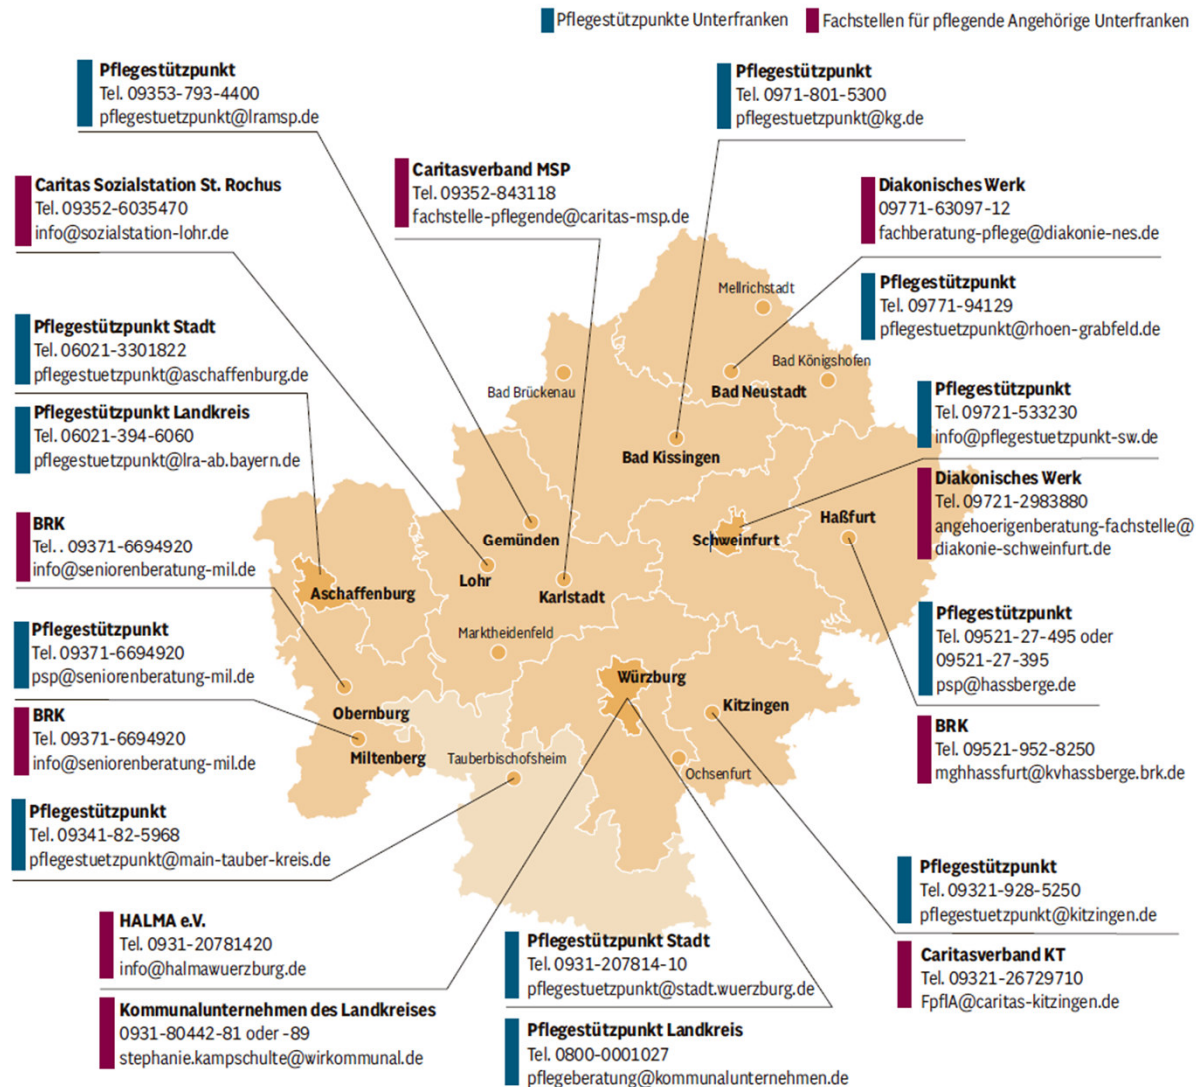 Pflegestützpunkte Unterfranken
Fachstellen für pflegende Angehörige Unterfranken
Pflegestützpunkt
Tel. 09353-793-4400
pflegestuetzpunkt@lramsp.de
Pflegestützpunkt
Tel. 0971-801-5300
pflegestuetzpunkt@kg.de
Caritas Sozialstation St. Rochus
Tel. 09352-6035470
info@sozialstation-lohr.de
Caritasverband MSP
Tel. 09352-843118
fachstelle-pflegende@caritas-msp.de
Diakonisches Werk
09771-63097-12
fachberatung-pflege@diakonie-nes.de
Pflegestützpunkt
Tel. 09771-94129
pflegestuetzpunkt@rhoen-grabfeld.de
Pflegestützpunkt Stadt
Tel. 06021-3301822
pflegestuetzpunkt@aschaffenburg.de
Pflegestützpunkt Landkreis
Tel. 06021-394-6060
pflegestuetzpunkt@lra-ab.bayern.de
Pflegestützpunkt
Tel. 09721-533230
info@pflegestuetzpunkt-sw.de
Diakonisches Werk
Tel. 09721-2983880
angehoerigenberatung-fachstelle@
diakonie-schweinfurt.de
BRK
Tel. . 09371-6694920
info@seniorenberatung-mil.de
Pflegestützpunkt
Tel. 09371-6694920
psp@seniorenberatung-mil.de
BRK
Tel. 09371-6694920
info@seniorenberatung-mil.de
Pflegestützpunkt
Tel. 09341-82-5968
pflegestuetzpunkt@main-tauber-kreis.de
Pflegestützpunkt
Tel. 09521-27-495 oder
09521-27-395
psp@hassberge.de
BRK
Tel. 09521-952-8250
mghhassfurt@kvhassberge.brk.de
Mellrichstadt
Bad Königshofen
Bad Brückenau
Bad Neustadt
Bad Kissingen
Haßfurt
Gemünden
Schweinfurt
Lohr
Aschaffenburg
Karlstadt
Marktheidenfeld
Würzburg
Kitzingen
Obernburg
Miltenberg
Tauberbischofsheim
Ochsenfurt
HALMA e.V.
Tel. 0931-20781420
info@halmawuerzburg.de
Kommunalunternehmen des Landkreises
0931-80442-81 oder -89
stephanie.kampschulte@wirkommunal.de
Pflegestützpunkt Stadt
Tel. 0931-207814-10
pflegestuetzpunkt@stadt.wuerzburg.de
Pflegestützpunkt Landkreis
Tel. 0800-0001027
pflegeberatung@kommunalunternehmen.de
Pflegestützpunkt
Tel. 09321-928-5250
pflegestuetzpunkt@kitzingen.de
Caritasverband KT
Tel. 09321-26729710
FpflA@caritas-kitzingen.de